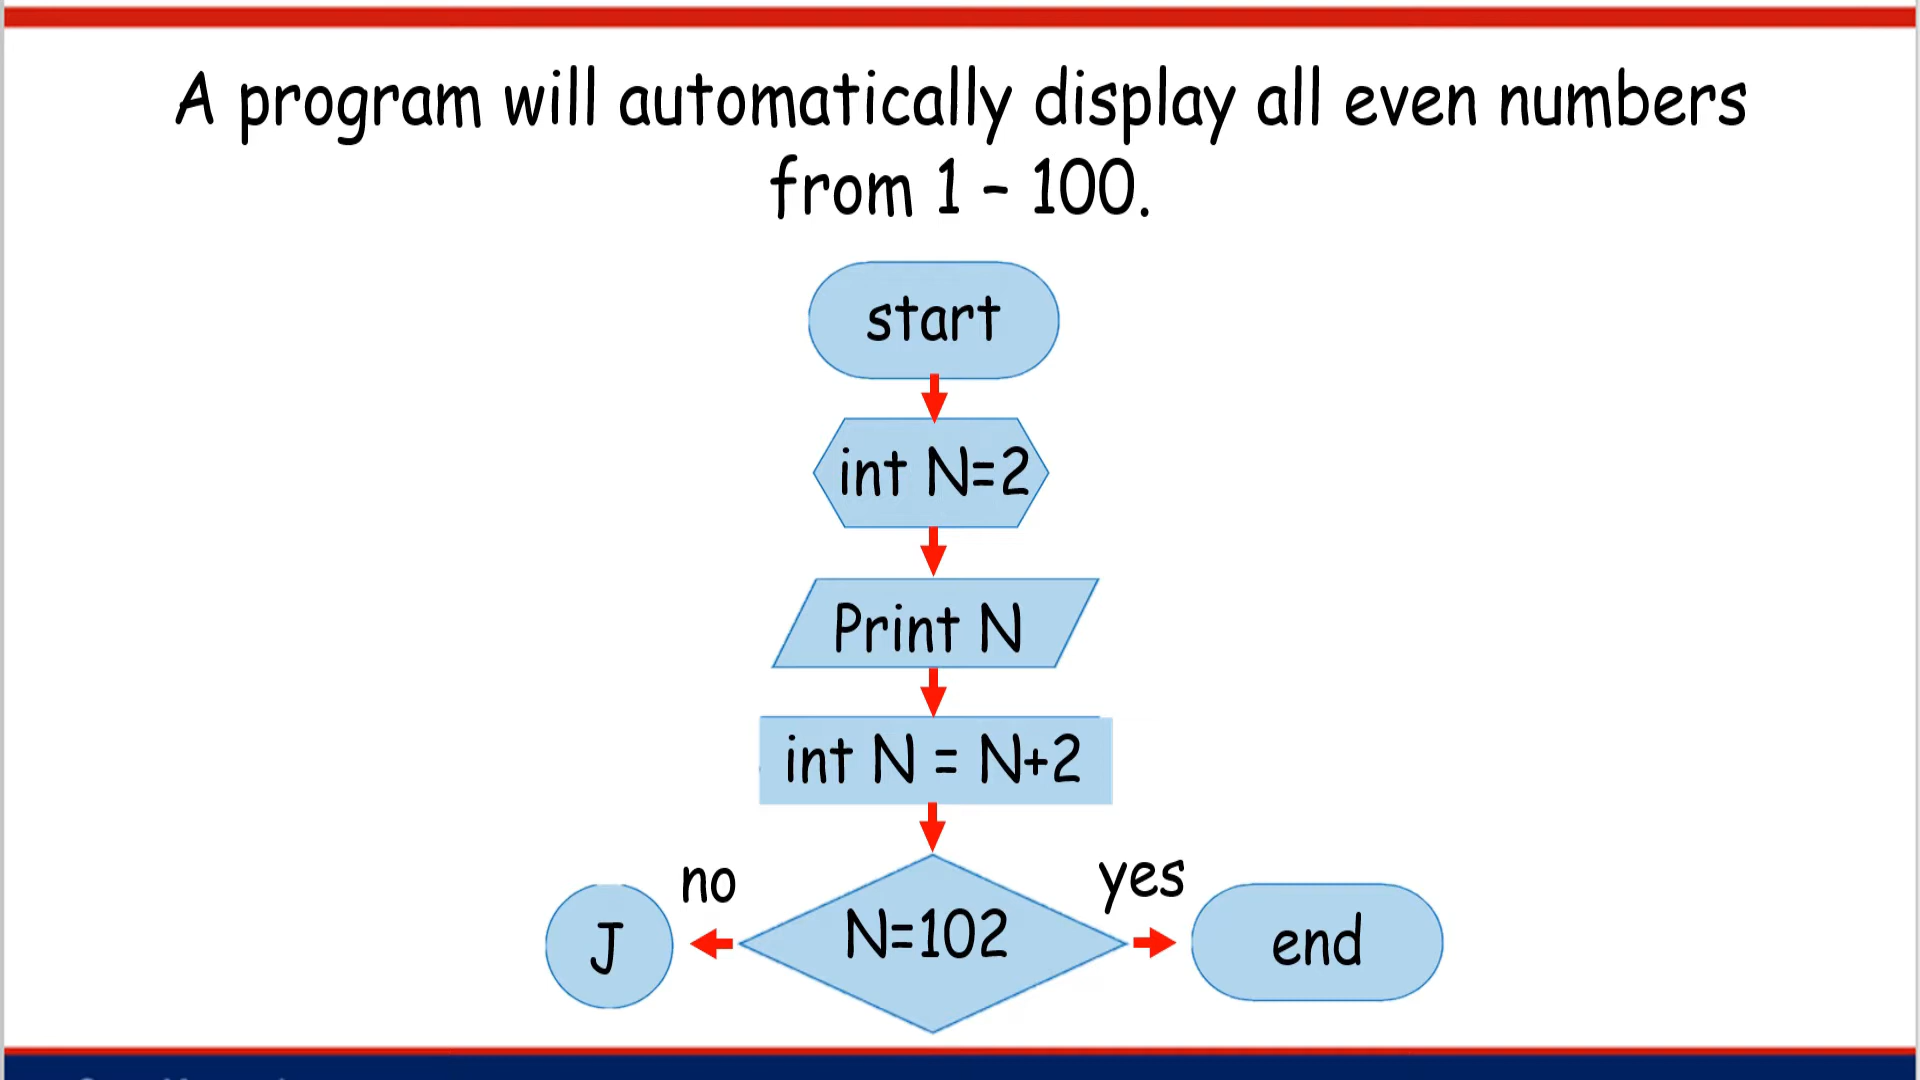 A program will automatically display all even numbers
from 1 – 100.
start
int N=2
Print N
int N = N+2
no
yes
J
N=102
end